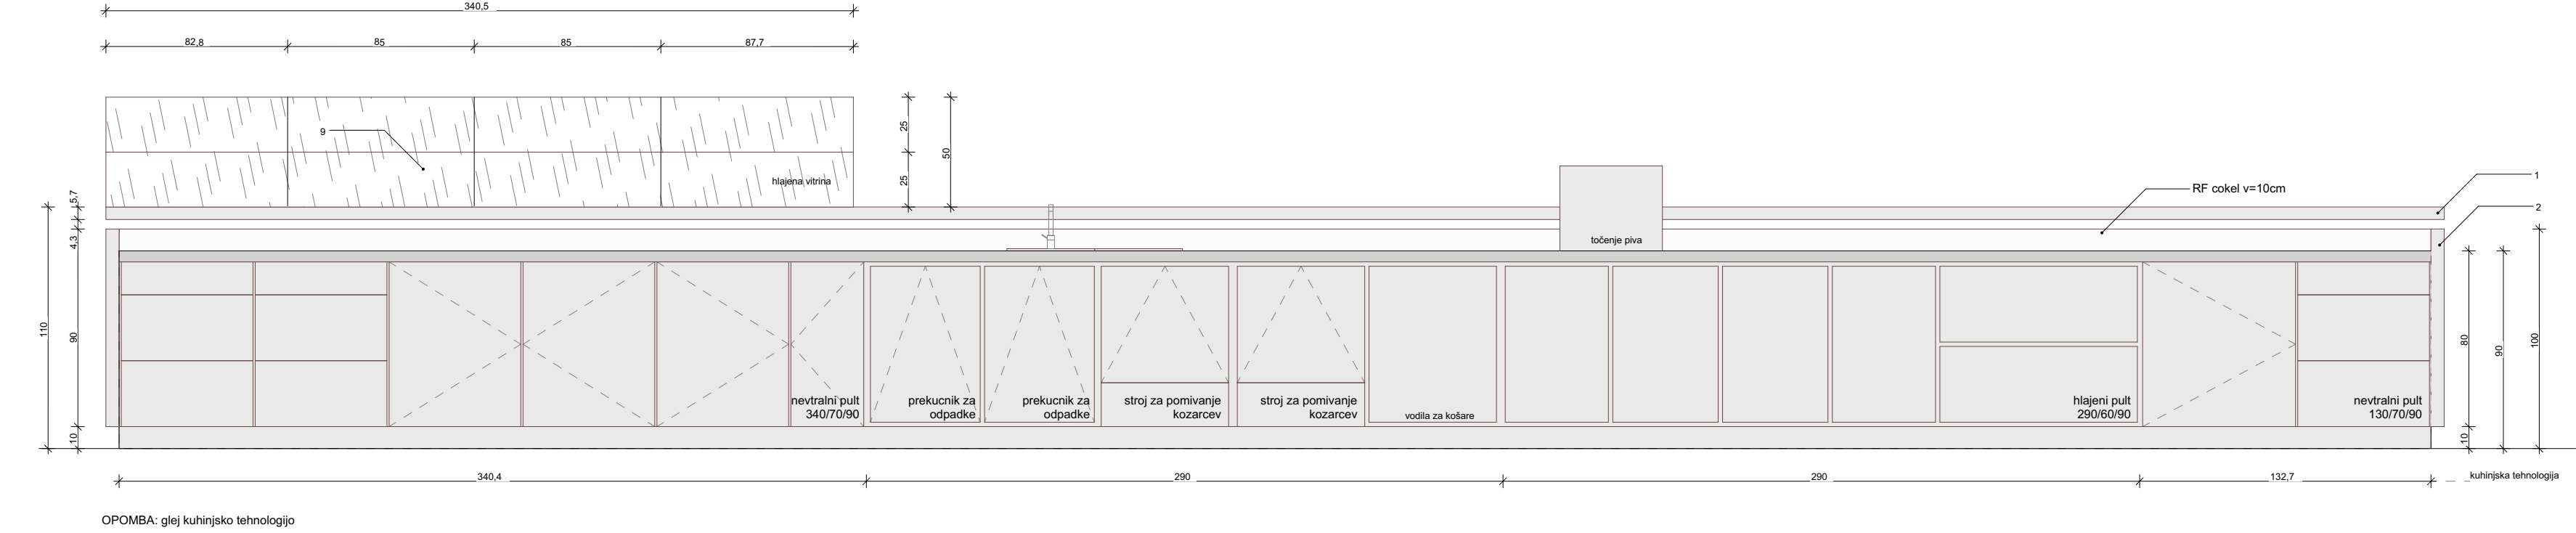 340,5
82,8
85
85
87,7
9
hlajena vitrina
25
25
50
točenje piva
RF cokel v=10cm
1
2
5,7
4,3
110
90
10
nevtralni pult
340/70/90
prekucnik za
odpadke
prekucnik za
odpadke
stroj za pomivanje
kozarcev
stroj za pomivanje
kozarcev
vodila za košare
hlajeni pult
290/60/90
nevtralni pult
130/70/90
80
10
90
100
340,4
290
290
132,7
kuhinjska tehnologija
OPOMBA: glej kuhinjsko tehnologijo